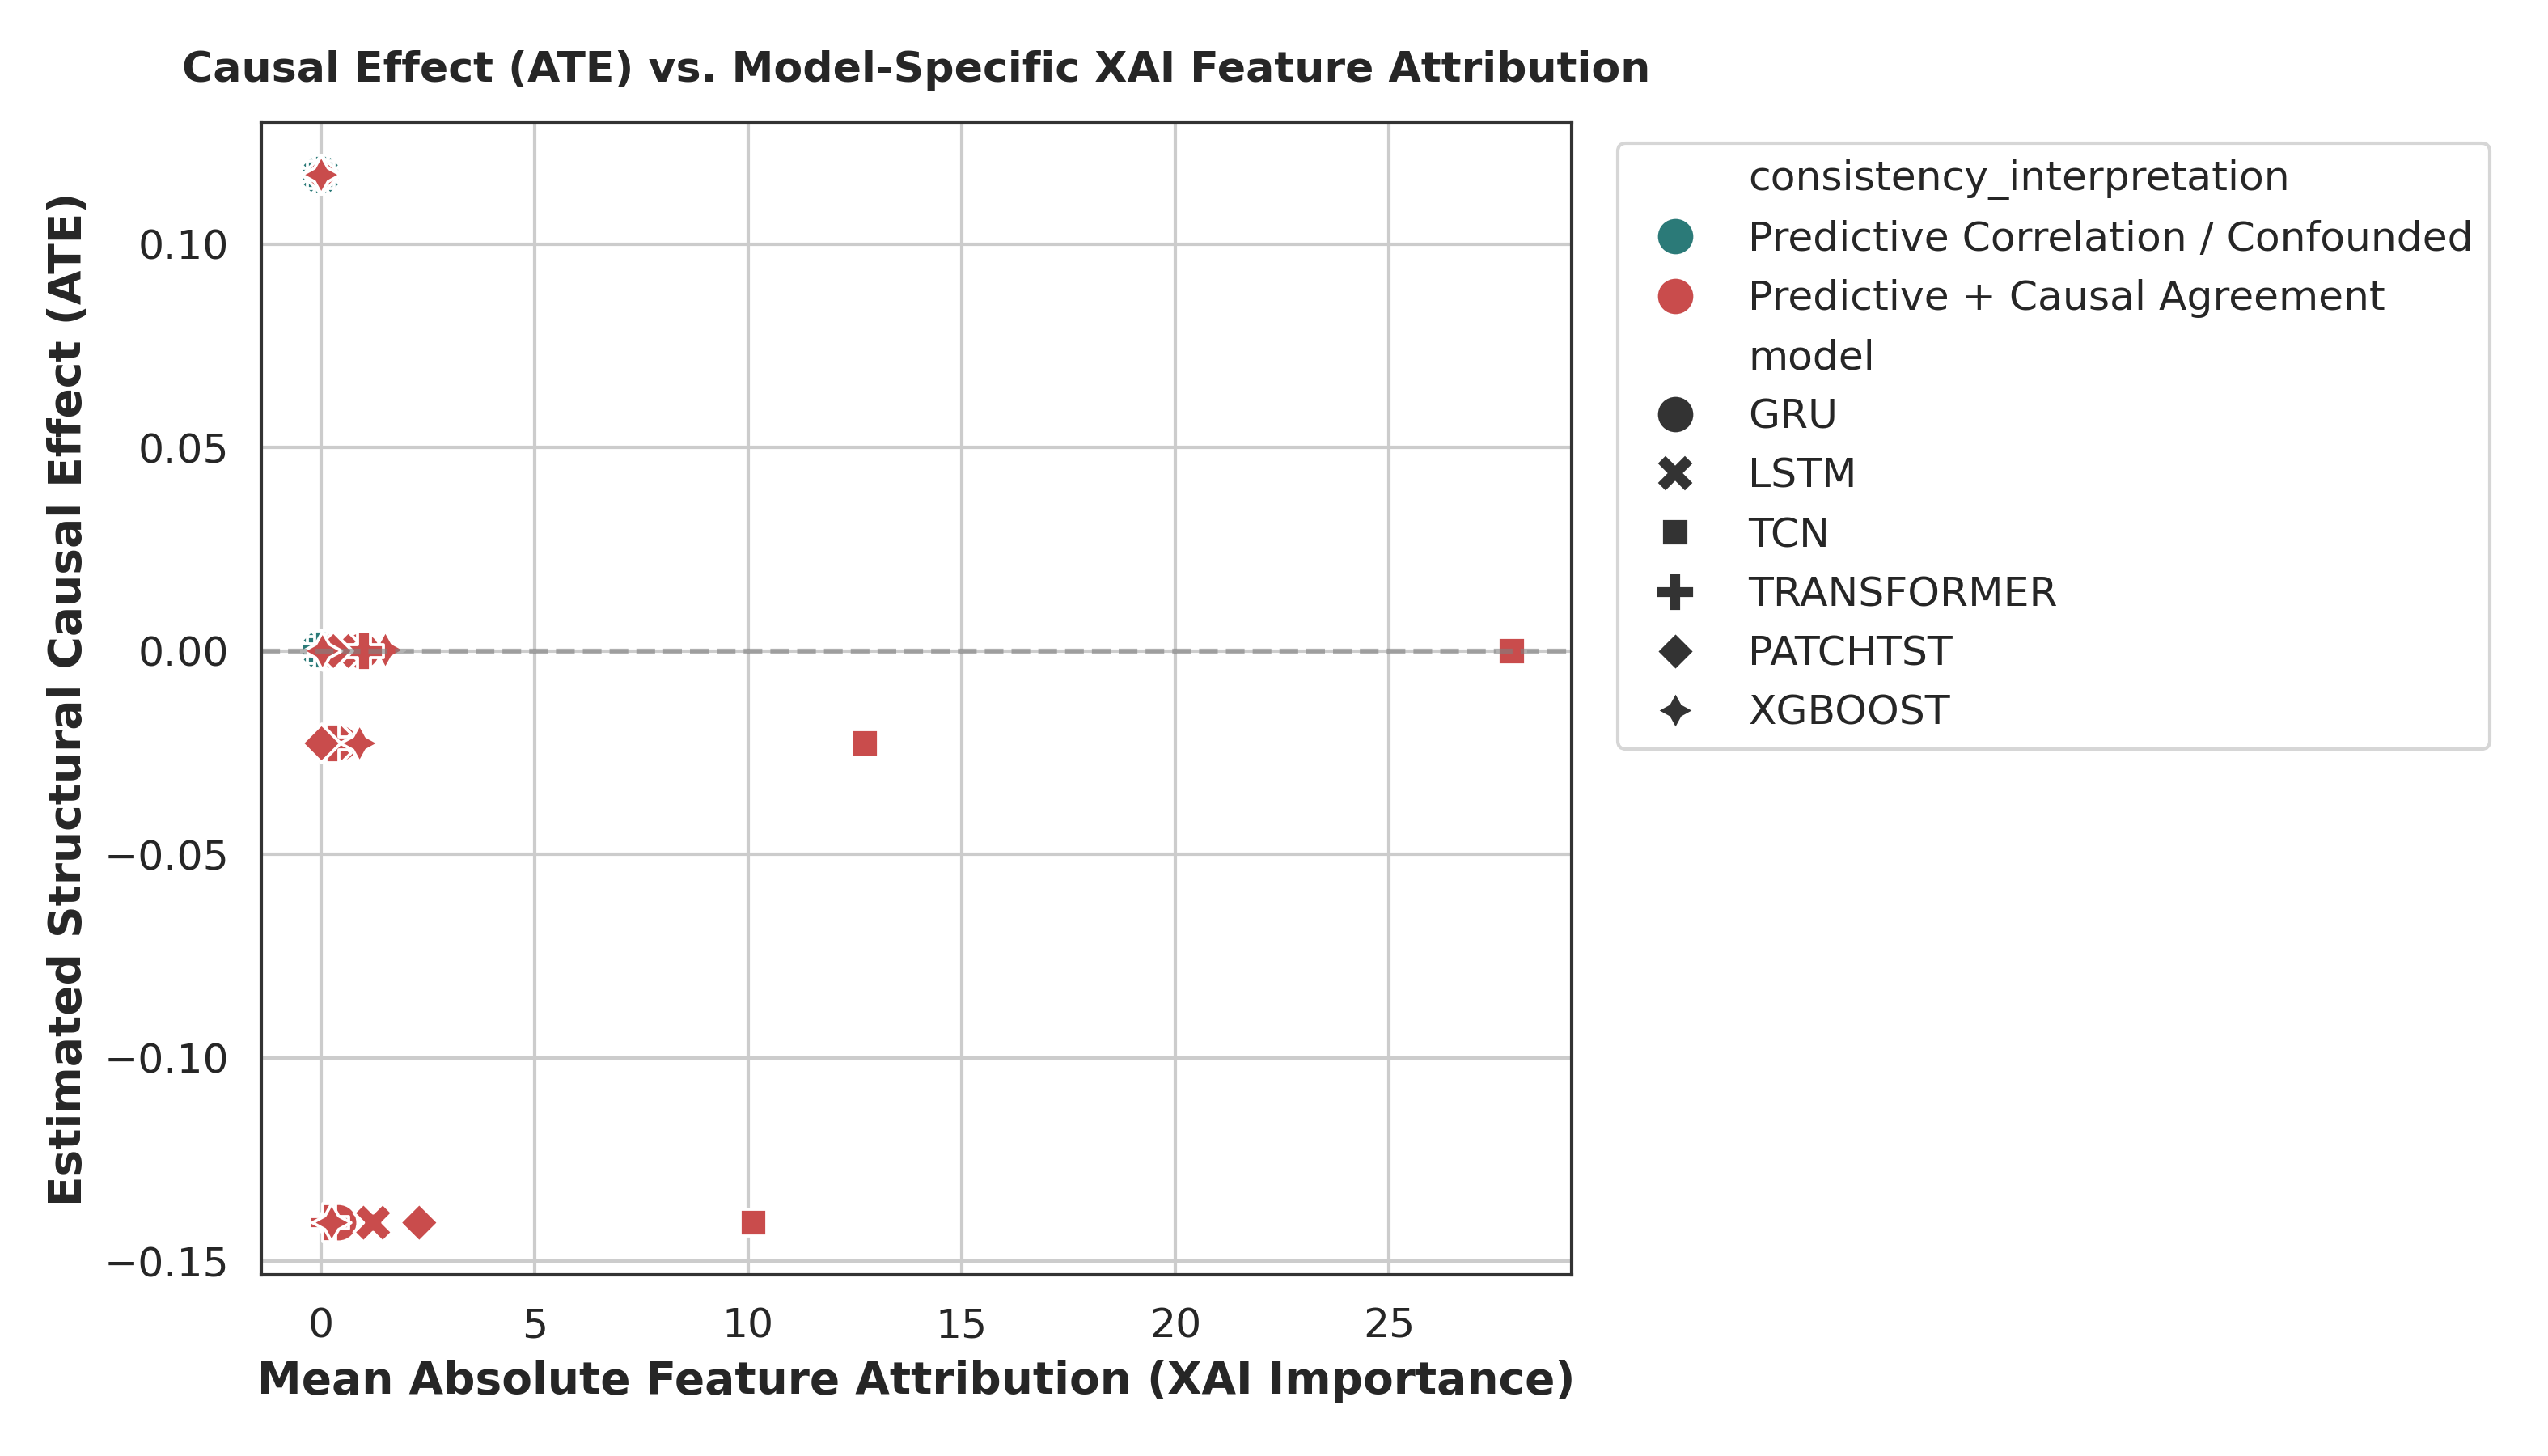 Causal Effect (ATE) vs. Model-Specific XAI Feature Attribution
Estimated Structural Causal Effect (ATE)
0.10
0.05
0.00
−0.05
−0.10
−0.15
0 5 10 15 20 25
Mean Absolute Feature Attribution (XAI Importance)
consistency_interpretation
Predictive Correlation / Confounded
Predictive + Causal Agreement
model
GRU
LSTM
TCN
TRANSFORMER
PATCHTST
XGBOOST